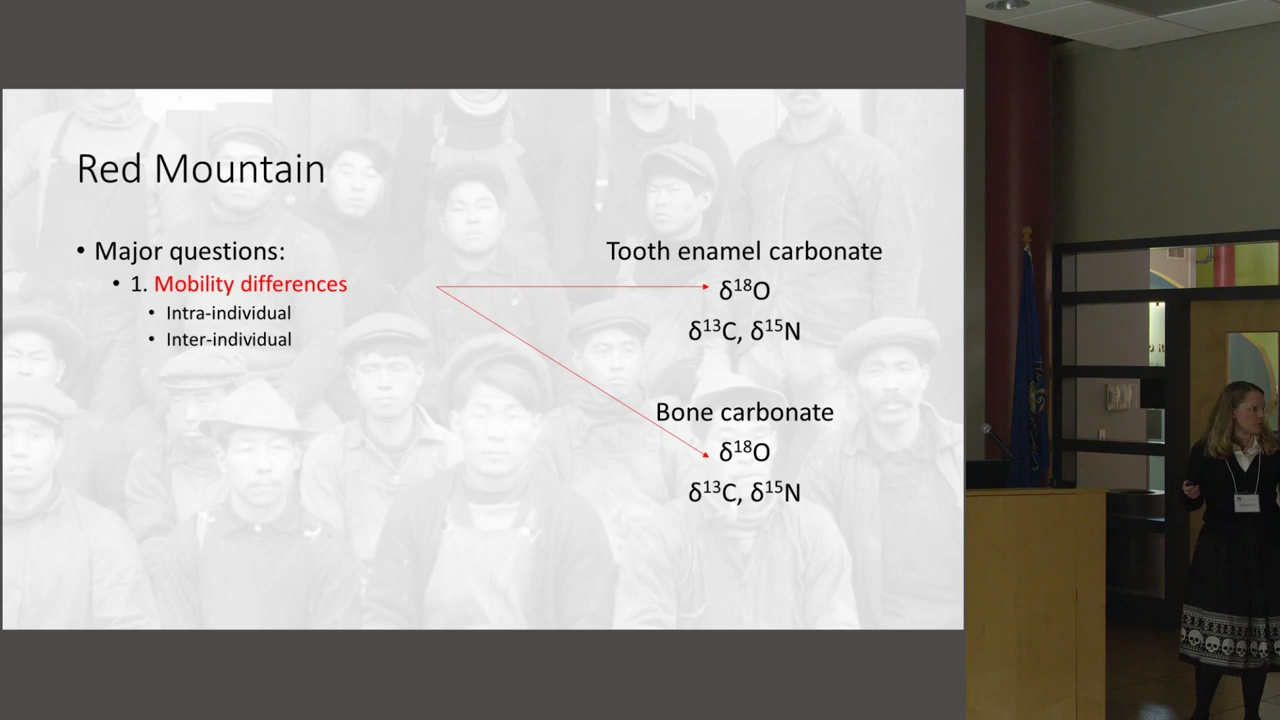 Red Mountain
• Major questions:
• 1. Mobility differences
• Intra-individual
• Inter-individual
Tooth enamel carbonate
δ¹⁸O
δ¹³C, δ¹⁵N
Bone carbonate
δ¹⁸O
δ¹³C, δ¹⁵N